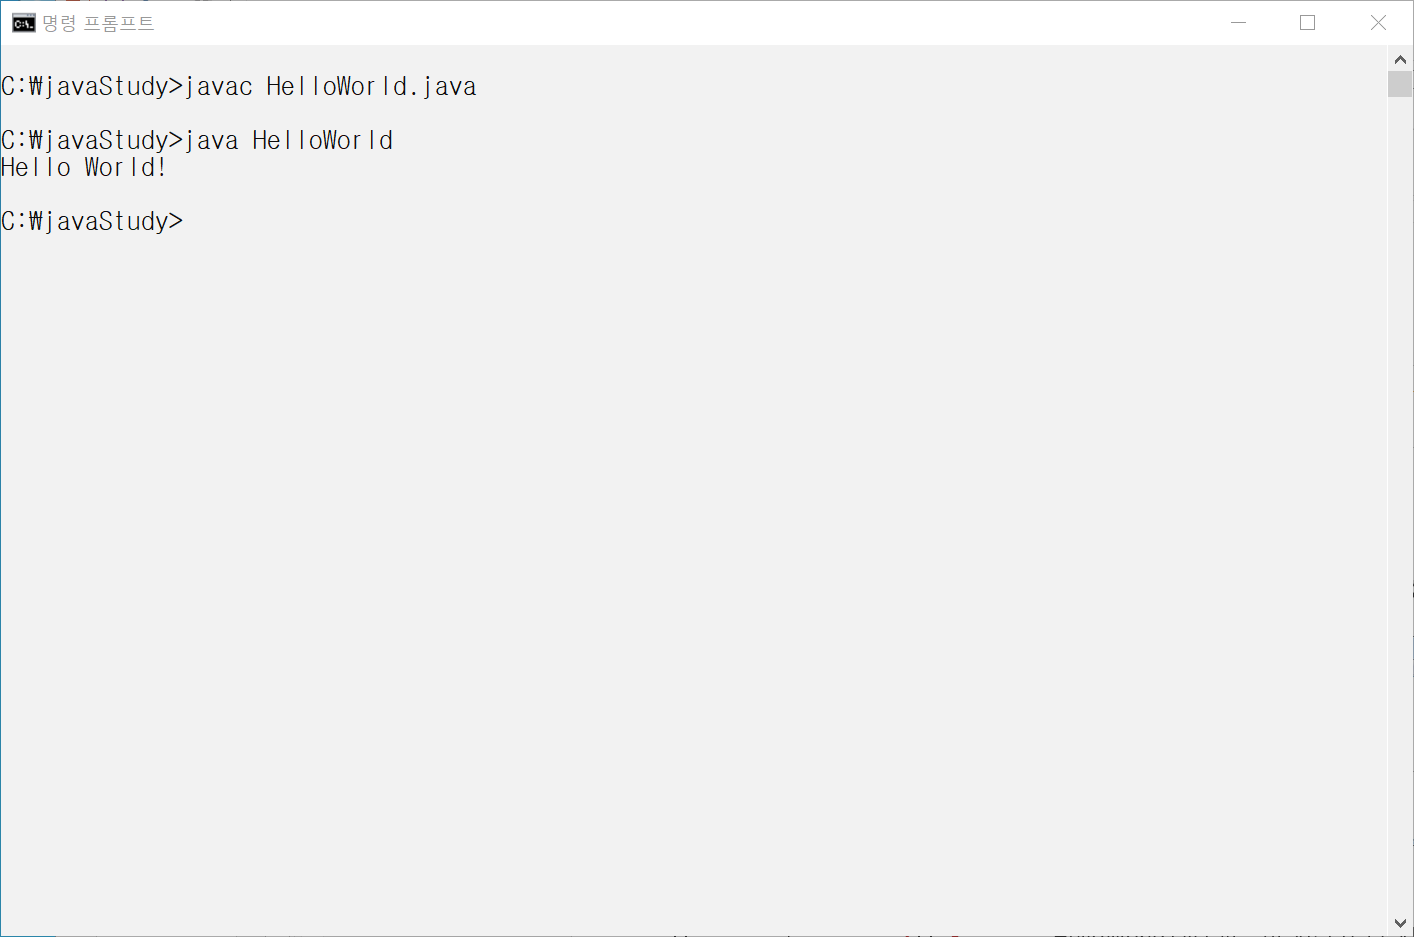 명령 프롬프트
C:₩javaStudy>javac HelloWorld.java
C:₩javaStudy>java HelloWorld
Hello World!
C:₩javaStudy>